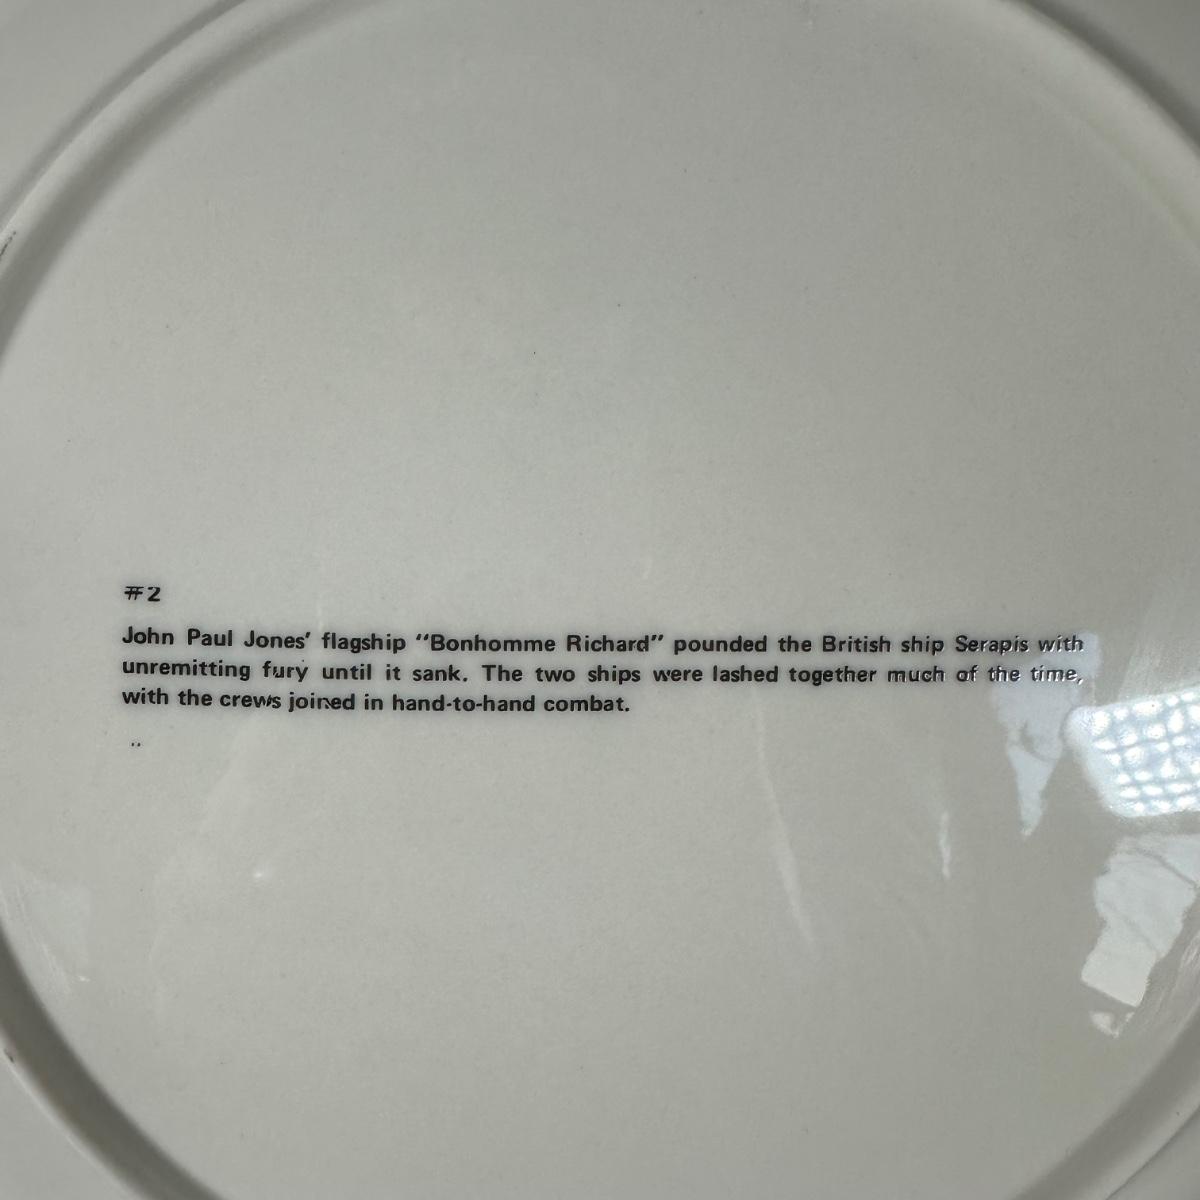 #2
John Paul Jones' flagship "Bonhomme Richard" pounded the British ship Serapis with
unremitting fury until it sank. The two ships were lashed together much of the time,
with the crews joined in hand-to-hand combat.